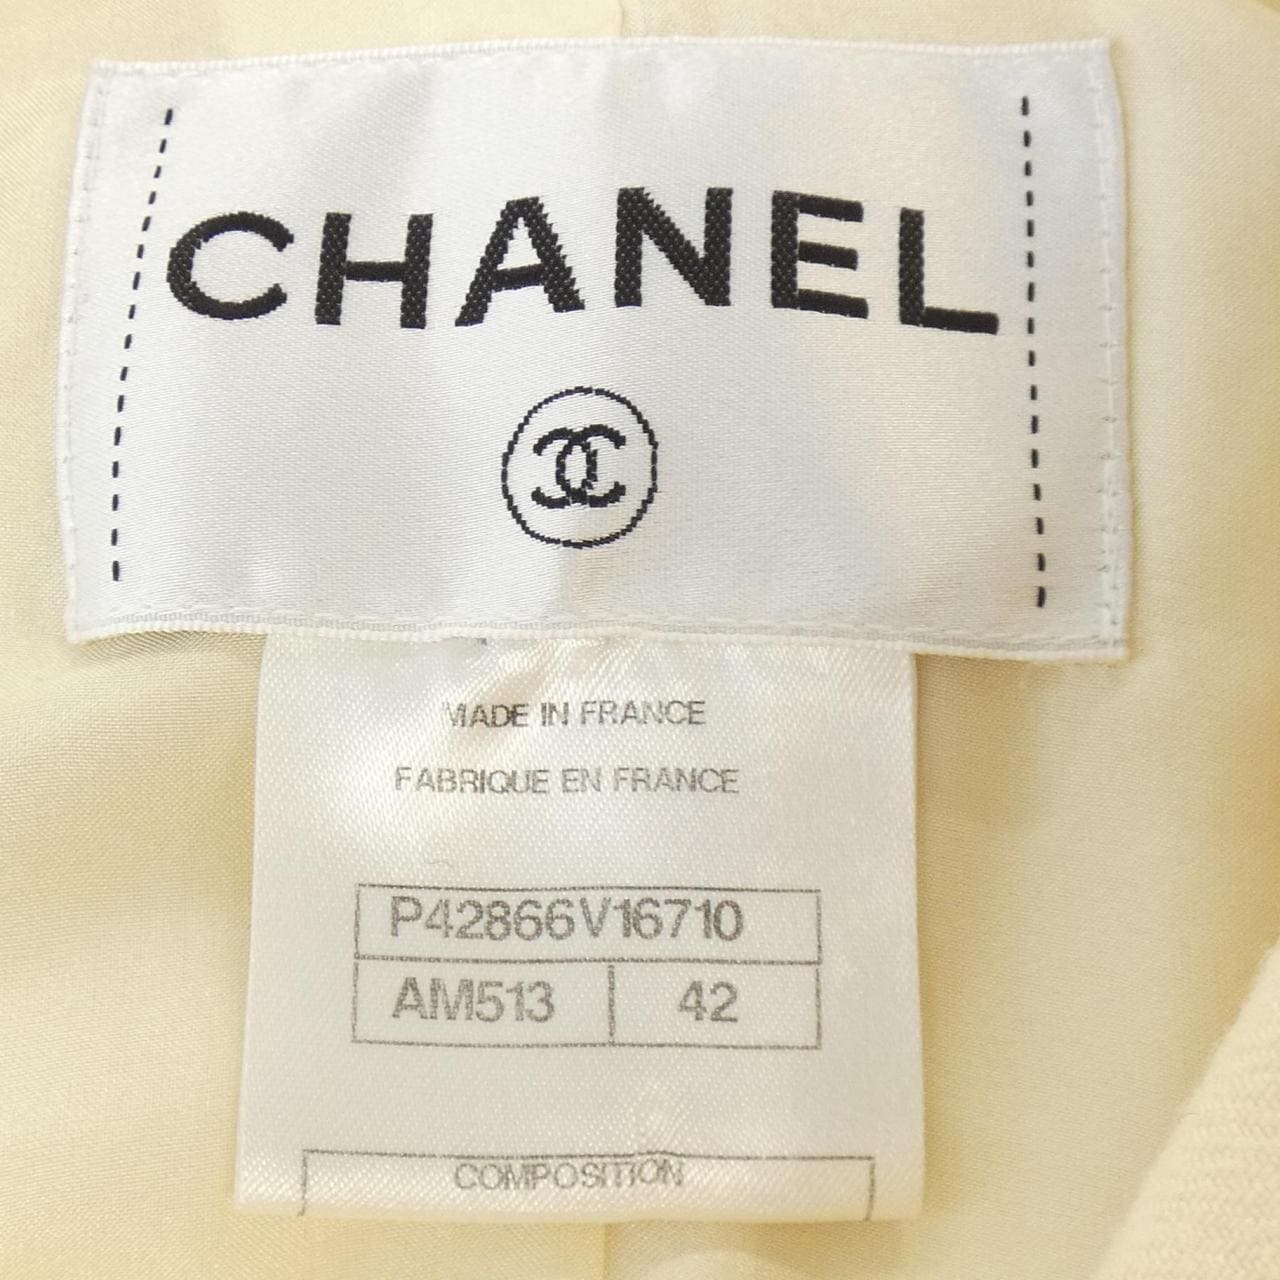 CHANEL
MADE IN FRANCE
FABRIQUE EN FRANCE
P42866V16710
AM513 42
COMPOSITION